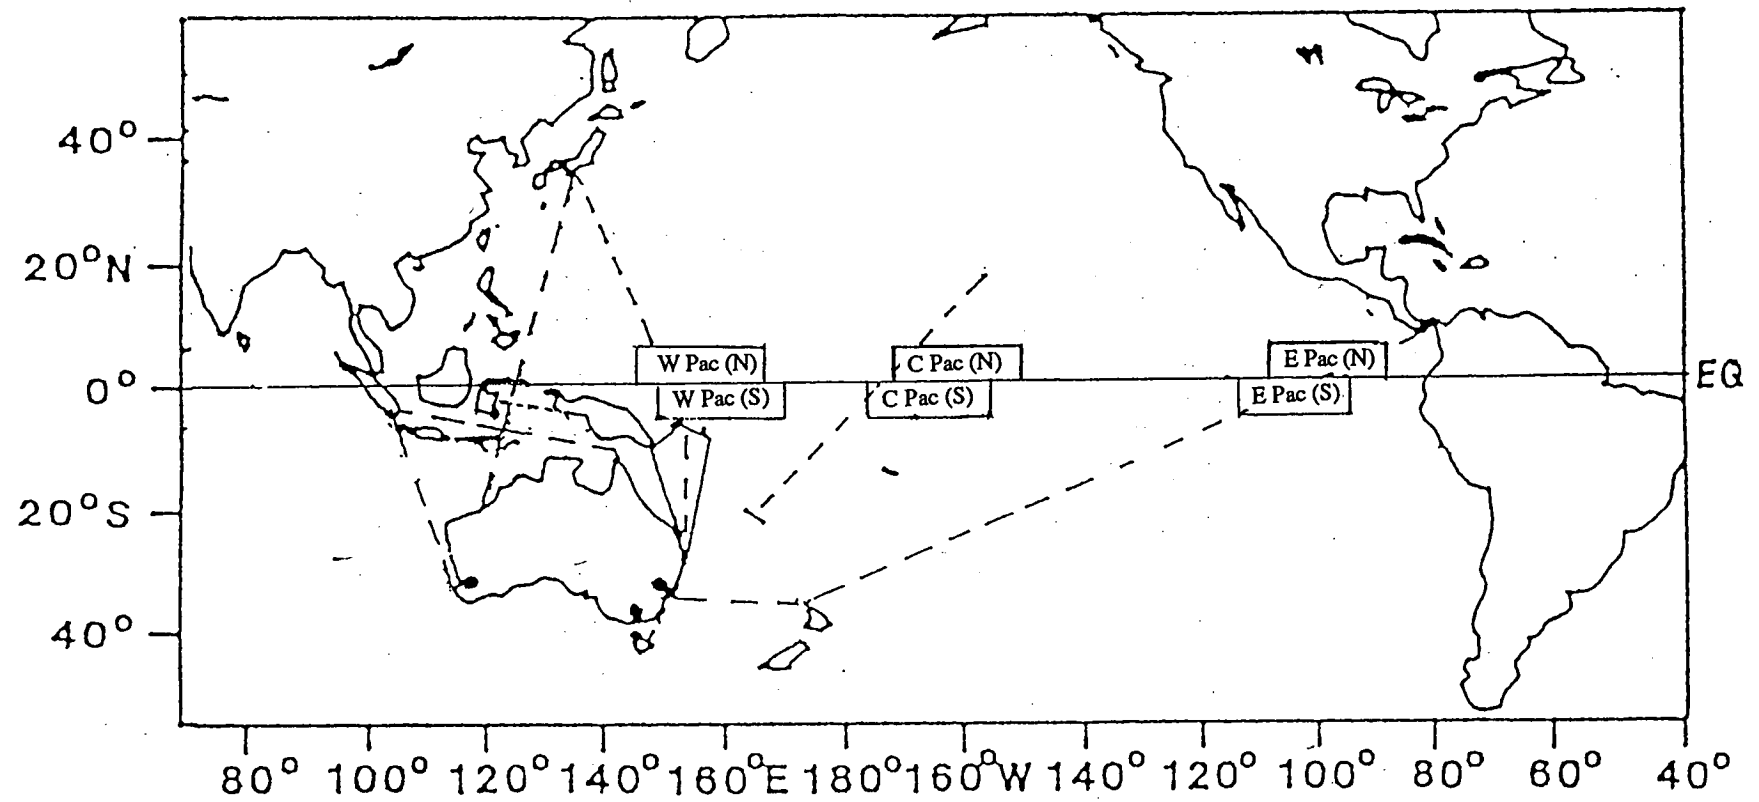 40°
20°N
W Pac (N)
C Pac (N)
E Pac (N)
0°
EQ
W Pac (S)
C Pac (S)
E Pac (S)
20°S
40°
80° 100° 120° 140° 160°E 180° 160°W 140° 120° 100° 80° 60° 40°